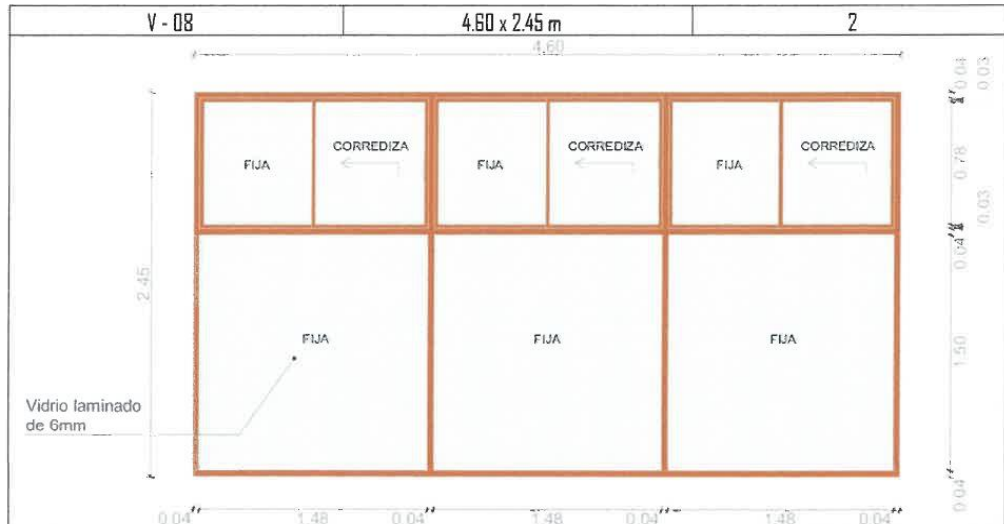 V - 08 4.60 x 2.45 m 2
4.60
0.04
0.03
FIJA CORREDIZA FIJA CORREDIZA FIJA CORREDIZA
0.78
0.03
0.04
2.45
FIJA FIJA FIJA
1.50
Vidrio laminado
de 6mm
0.04
0.04 1.48 0.04 1.48 0.04 1.48 0.04